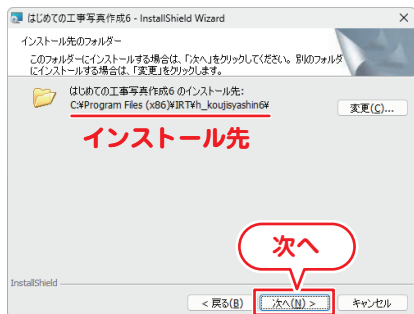 はじめての工事写真作成6 - InstallShield Wizard
インストール先のフォルダー
このフォルダーにインストールする場合は、「次へ」をクリックしてください。別のフォルダ
にインストールする場合は、「変更」をクリックします。
はじめての工事写真作成6 のインストール先:
C:¥Program Files (x86)¥IRT¥h_koujisyashin6¥
変更(C)...
インストール先
次へ
InstallShield
< 戻る(B)
次へ(N) >
キャンセル